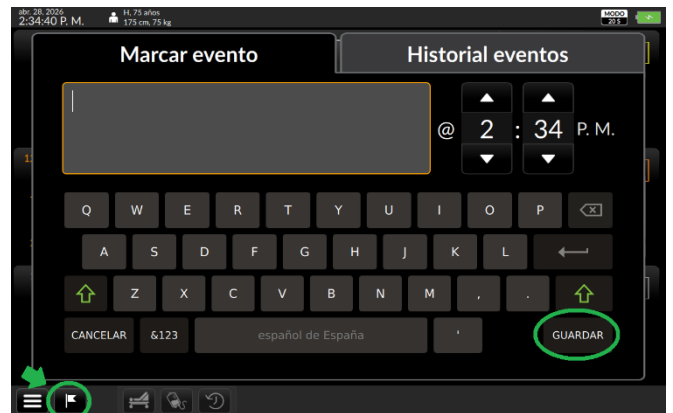 abr. 28, 2026
2:34:40 P. M.
H, 75 años
175 cm, 75 kg
MODO
20 S
Marcar evento
Historial eventos
@ 2 : 34 P. M.
Q W E R T Y U I O P
A S D F G H J K L
Z X C V B N M , .
CANCELAR &123 español de España ' GUARDAR